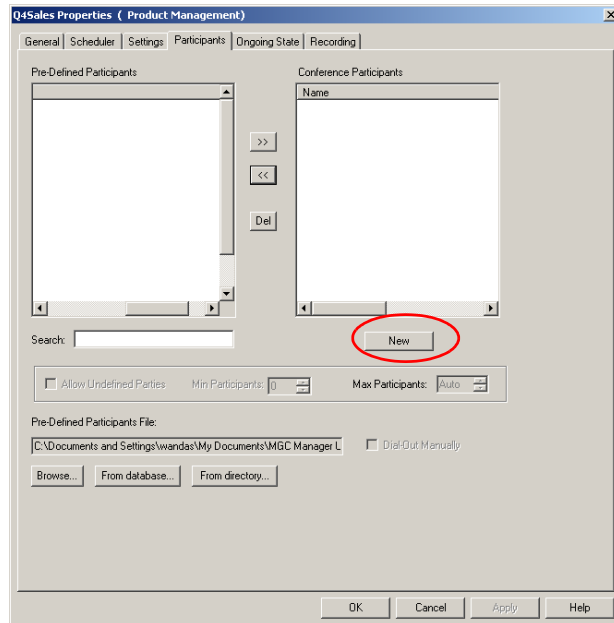 Q4Sales Properties ( Product Management)
General Scheduler Settings Participants Ongoing State Recording
Pre-Defined Participants Conference Participants
Name
>>
<<
Del
Search: New
Allow Undefined Parties Min Participants: 0 Max Participants: Auto
Pre-Defined Participants File:
C:\Documents and Settings\wandas\My Documents\MGC Manager L Dial-Out Manually
Browse... From database... From directory...
OK Cancel Apply Help